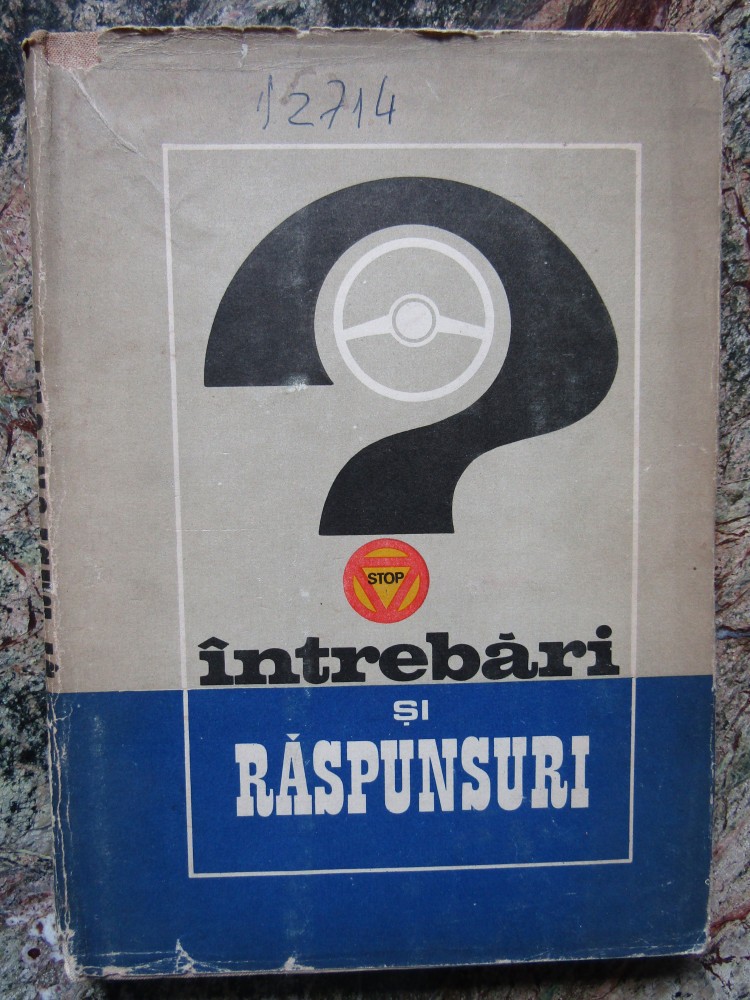 12714
STOP
întrebări
ȘI
RĂSPUNSURI